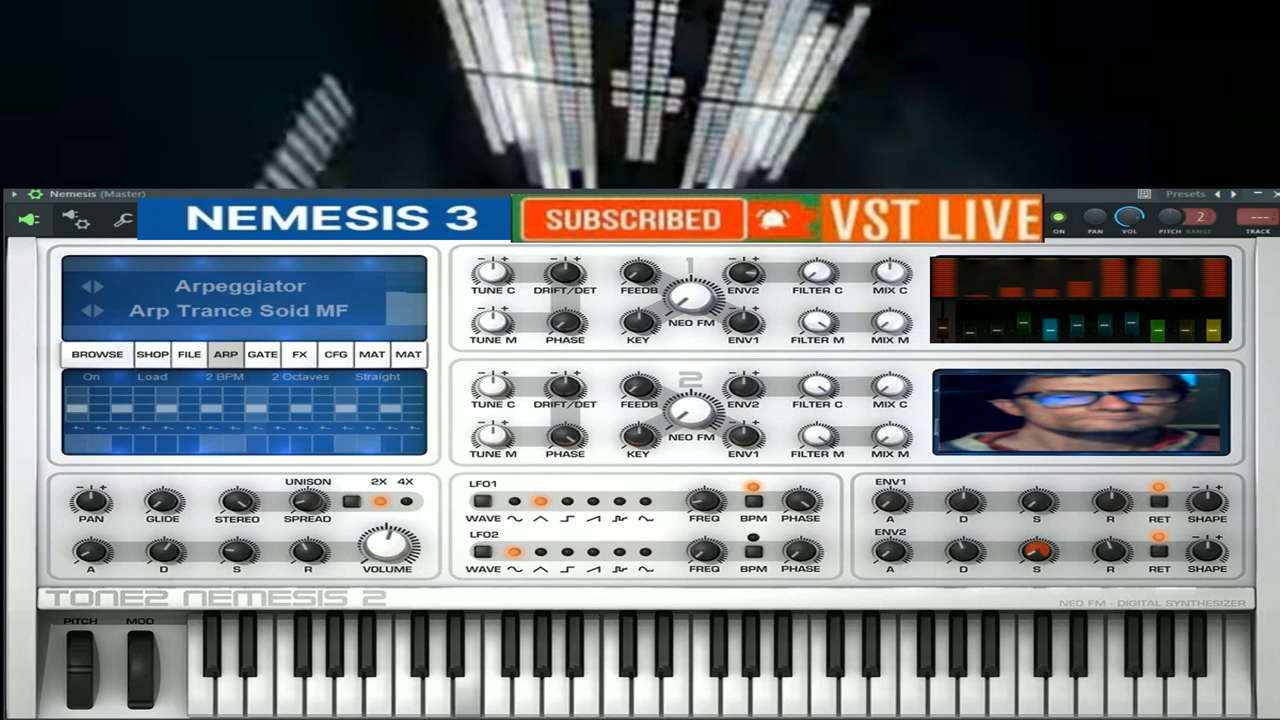 Nemesis (Master)
Presets
NEMESIS 3
SUBSCRIBED
VST LIVE
2
---
ON PAN VOL PITCH RANGE TRACK
Arpeggiator
Arp Trance Soid MF
BROWSE SHOP FILE ARP GATE FX CFG MAT MAT
On Load 2 BPM 2 Octaves Straight
1
TUNE C DRIFT/DET FEEDB ENV2 FILTER C MIX C
NEO FM
TUNE M PHASE KEY ENV1 FILTER M MIX M
2
TUNE C DRIFT/DET FEEDB ENV2 FILTER C MIX C
NEO FM
TUNE M PHASE KEY ENV1 FILTER M MIX M
UNISON 2X 4X
PAN GLIDE STEREO SPREAD
A D S R VOLUME
LFO1
WAVE FREQ BPM PHASE
LFO2
WAVE FREQ BPM PHASE
ENV1
A D S R RET SHAPE
ENV2
A D S R RET SHAPE
TONE2 NEMESIS 2
NEO FM - DIGITAL SYNTHESIZER
PITCH MOD